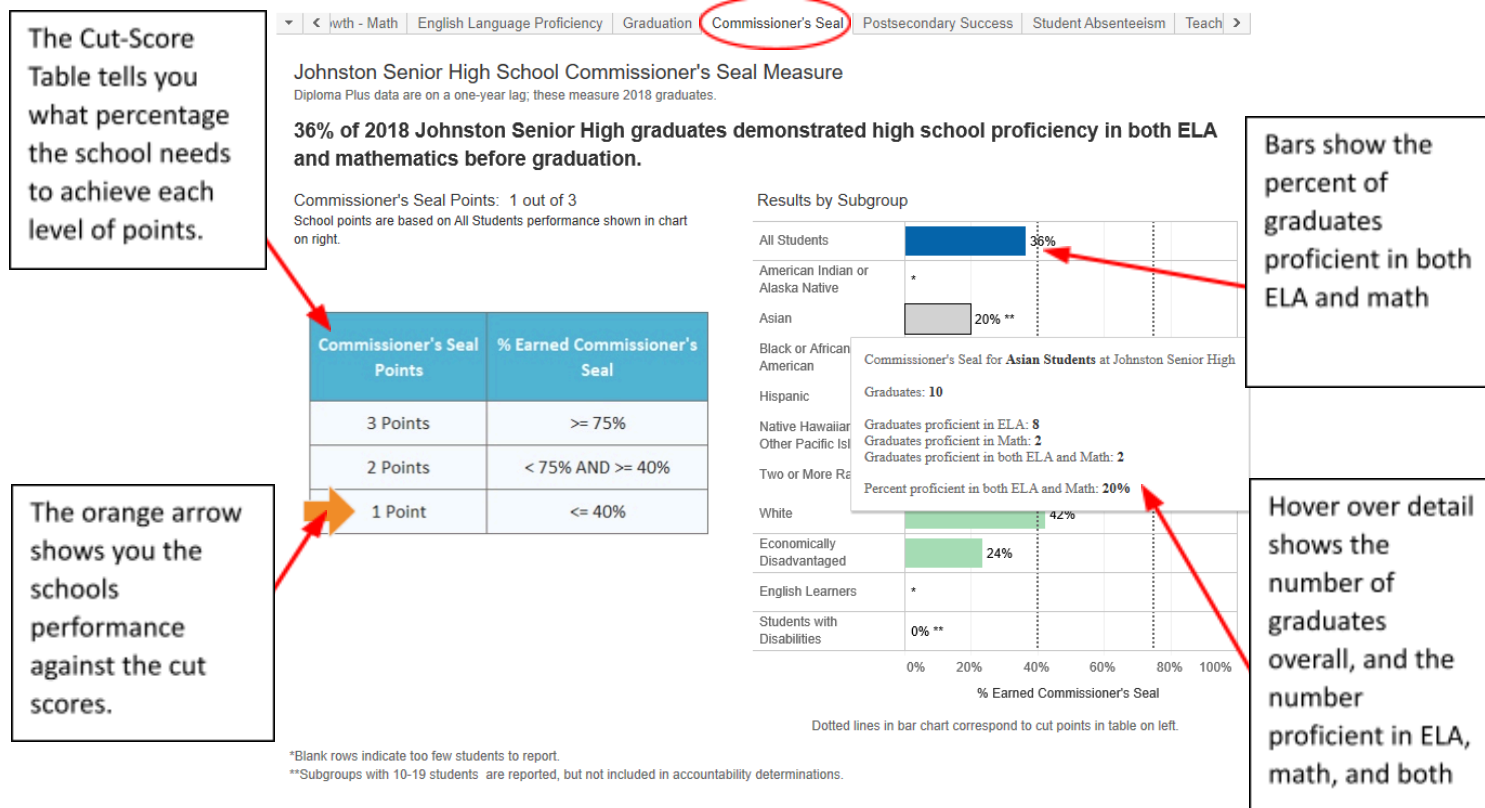 The Cut-Score
Table tells you
what percentage
the school needs
to achieve each
level of points.
The orange arrow
shows you the
schools
performance
against the cut
scores.
wth - Math English Language Proficiency Graduation Commissioner's Seal Postsecondary Success Student Absenteeism Teach
Johnston Senior High School Commissioner's Seal Measure
Diploma Plus data are on a one-year lag; these measure 2018 graduates.
36% of 2018 Johnston Senior High graduates demonstrated high school proficiency in both ELA
and mathematics before graduation.
Commissioner's Seal Points: 1 out of 3
School points are based on All Students performance shown in chart
on right.
Commissioner's Seal
Points
% Earned Commissioner's
Seal
3 Points >= 75%
2 Points < 75% AND >= 40%
1 Point <= 40%
Results by Subgroup
All Students 36%
American Indian or
Alaska Native *
Asian 20% **
Black or African
American
Hispanic
Native Hawaiian
Other Pacific Isl
Two or More Ra
Commissioner's Seal for Asian Students at Johnston Senior High
Graduates: 10
Graduates proficient in ELA: 8
Graduates proficient in Math: 2
Graduates proficient in both ELA and Math: 2
Percent proficient in both ELA and Math: 20%
White 42%
Economically
Disadvantaged 24%
English Learners *
Students with
Disabilities 0% **
0% 20% 40% 60% 80% 100%
% Earned Commissioner's Seal
Dotted lines in bar chart correspond to cut points in table on left.
*Blank rows indicate too few students to report.
**Subgroups with 10-19 students are reported, but not included in accountability determinations.
Bars show the
percent of
graduates
proficient in both
ELA and math
Hover over detail
shows the
number of
graduates
overall, and the
number
proficient in ELA,
math, and both